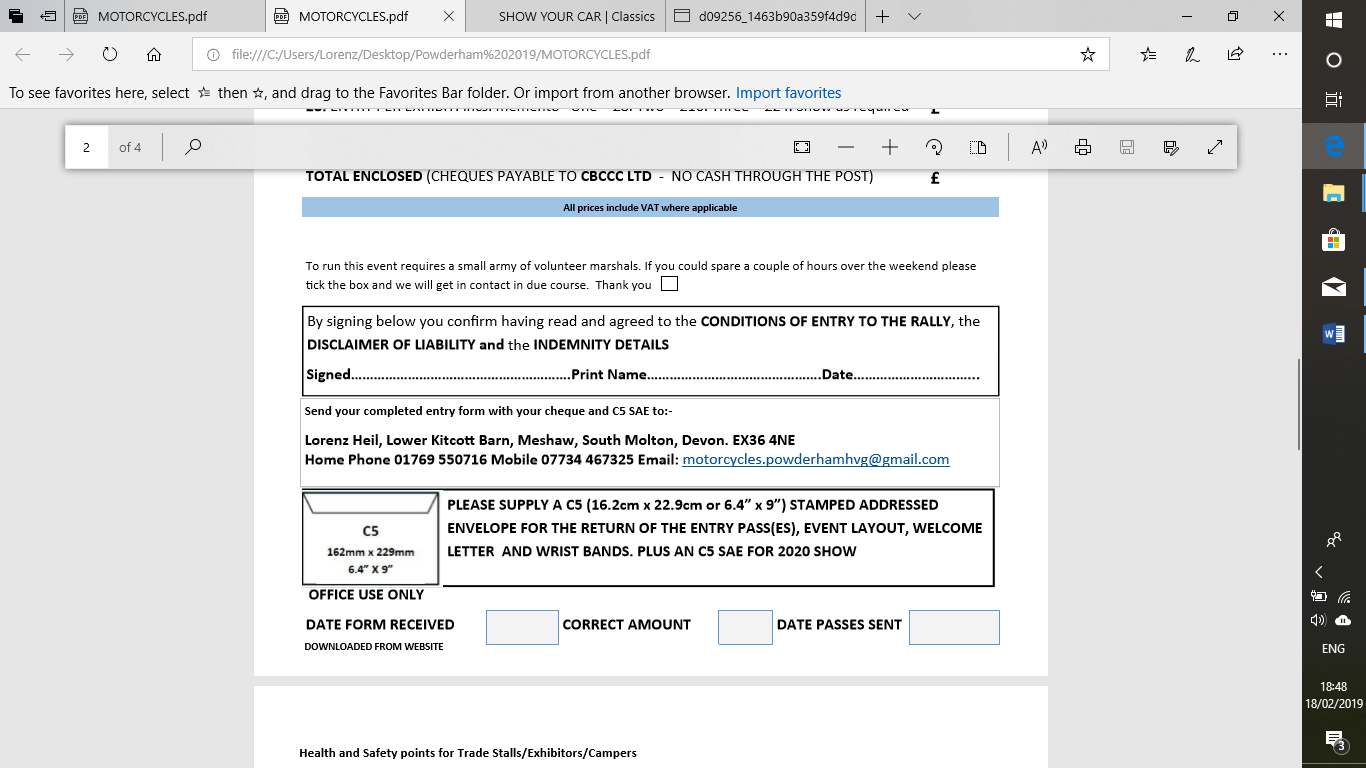 MOTORCYCLES.pdf
MOTORCYCLES.pdf
SHOW YOUR CAR | Classics
d09256_1463b90a359f4d9d
file:///C:/Users/Lorenz/Desktop/Powderham%202019/MOTORCYCLES.pdf
To see favorites here, select then , and drag to the Favorites Bar folder. Or import from another browser. Import favorites
£
2 of 4
TOTAL ENCLOSED (CHEQUES PAYABLE TO CBCCC LTD - NO CASH THROUGH THE POST) £
All prices include VAT where applicable
To run this event requires a small army of volunteer marshals. If you could spare a couple of hours over the weekend please
tick the box and we will get in contact in due course. Thank you
By signing below you confirm having read and agreed to the CONDITIONS OF ENTRY TO THE RALLY, the
DISCLAIMER OF LIABILITY and the INDEMNITY DETAILS
Signed……………………………………………….Print Name…………………………………….Date………………………...
Send your completed entry form with your cheque and C5 SAE to:-
Lorenz Heil, Lower Kitcott Barn, Meshaw, South Molton, Devon. EX36 4NE
Home Phone 01769 550716 Mobile 07734 467325 Email: motorcycles.powderhamhvg@gmail.com
C5
162mm x 229mm
6.4” X 9”
PLEASE SUPPLY A C5 (16.2cm x 22.9cm or 6.4” x 9”) STAMPED ADDRESSED
ENVELOPE FOR THE RETURN OF THE ENTRY PASS(ES), EVENT LAYOUT, WELCOME
LETTER AND WRIST BANDS. PLUS AN C5 SAE FOR 2020 SHOW
OFFICE USE ONLY
DATE FORM RECEIVED CORRECT AMOUNT DATE PASSES SENT
DOWNLOADED FROM WEBSITE
Health and Safety points for Trade Stalls/Exhibitors/Campers
ENG
18:48
18/02/2019
3